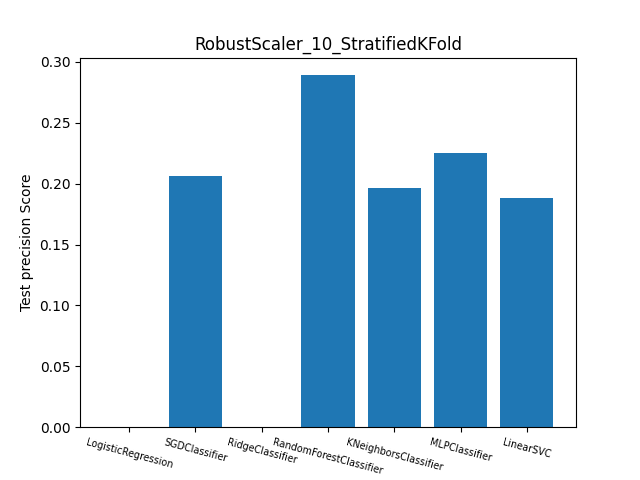 RobustScaler_10_StratifiedKFold
Test precision Score
0.30
0.25
0.20
0.15
0.10
0.05
0.00
LogisticRegression
SGDClassifier
RidgeClassifier
RandomForestClassifier
KNeighborsClassifier
MLPClassifier
LinearSVC